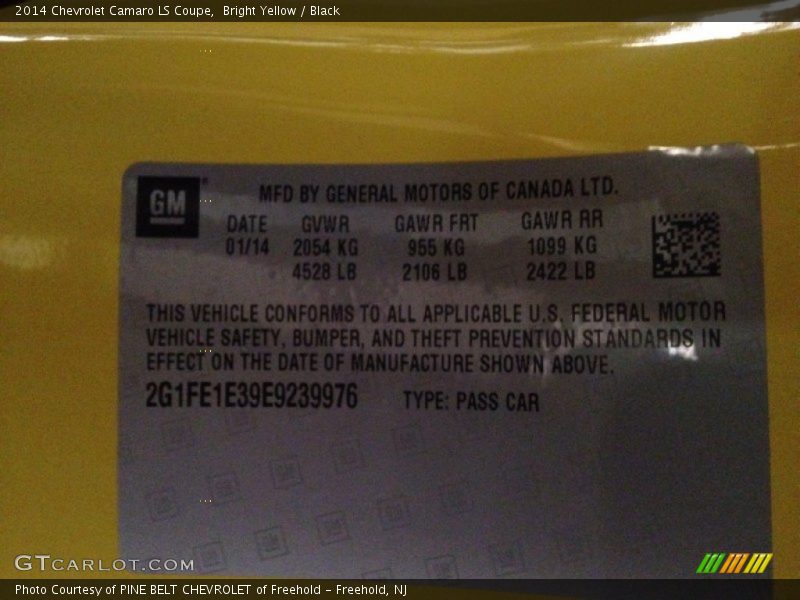 2014 Chevrolet Camaro LS Coupe,  Bright Yellow / Black
GM
MFD BY GENERAL MOTORS OF CANADA LTD.
DATE GVWR GAWR FRT GAWR RR
01/14 2054 KG 955 KG 1099 KG
4528 LB 2106 LB 2422 LB
THIS VEHICLE CONFORMS TO ALL APPLICABLE U.S. FEDERAL MOTOR
VEHICLE SAFETY, BUMPER, AND THEFT PREVENTION STANDARDS IN
EFFECT ON THE DATE OF MANUFACTURE SHOWN ABOVE.
2G1FE1E39E9239976 TYPE: PASS CAR
GTCARLOT.COM
Photo Courtesy of PINE BELT CHEVROLET of Freehold - Freehold, NJ